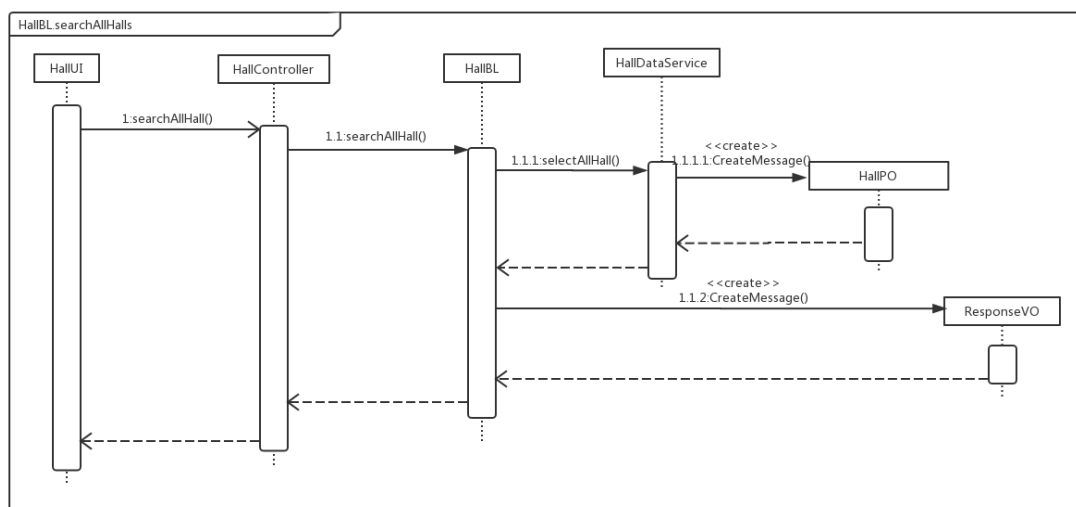 HallBL.searchAllHalls
HallUI
HallController
HallBL
HallDataService
1:searchAllHall()
1.1:searchAllHall()
1.1.1:selectAllHall()
<<create>>
1.1.1.1:CreateMessage()
HallPO
<<create>>
1.1.2:CreateMessage()
ResponseVO